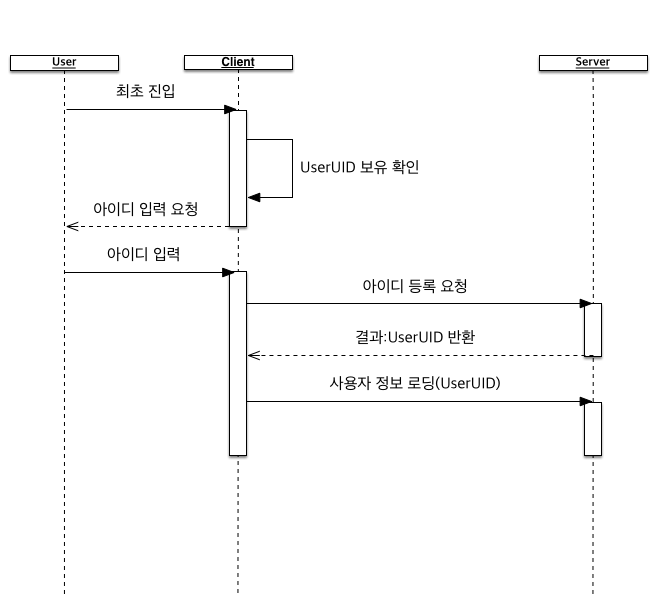 User
Client
Server
최초 진입
UserUID 보유 확인
아이디 입력 요청
아이디 입력
아이디 등록 요청
결과:UserUID 반환
사용자 정보 로딩(UserUID)